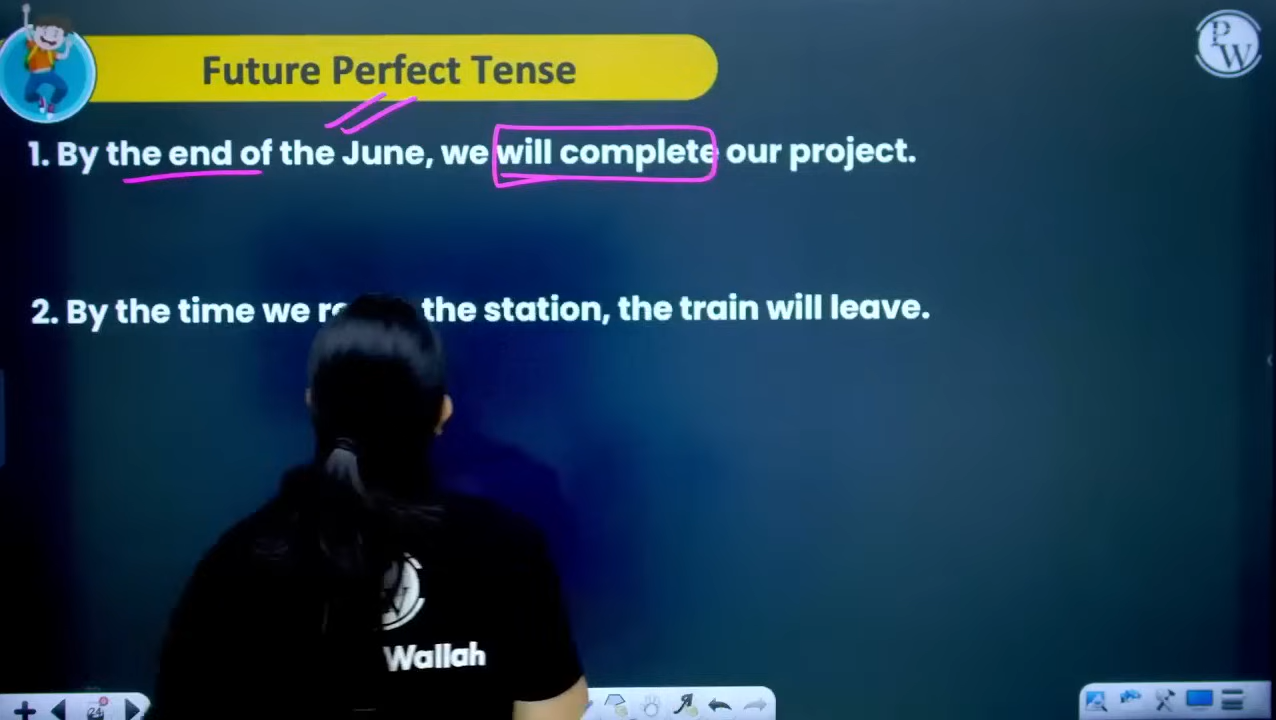 Future Perfect Tense
P
W
1. By the end of the June, we will complete our project.
2. By the time we the station, the train will leave.
Wallah
24